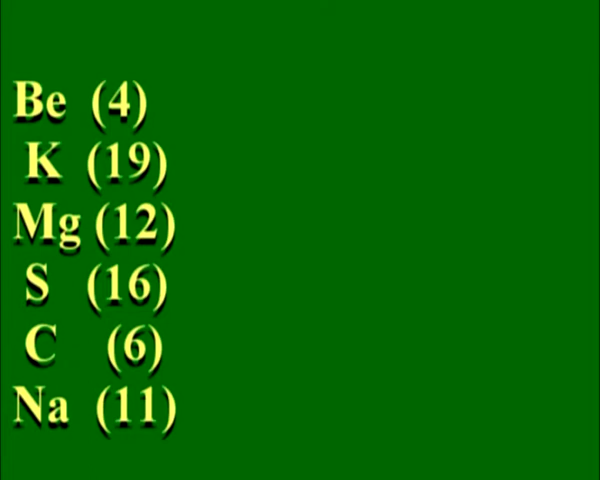 Be (4)
K (19)
Mg (12)
S (16)
C (6)
Na (11)